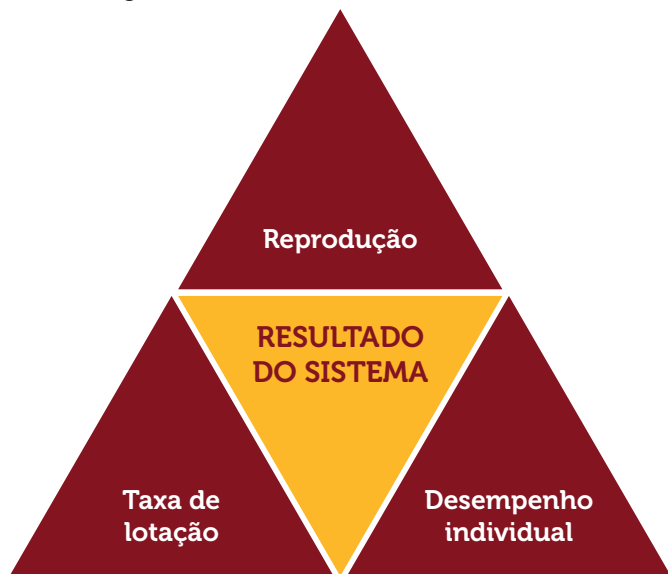 Reprodução
RESULTADO
DO SISTEMA
Taxa de
lotação
Desempenho
individual